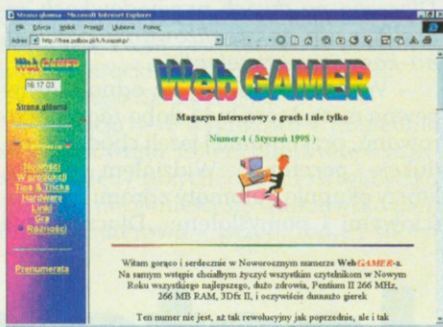 Strona główna - Microsoft Internet Explorer
Plik Edycja Widok Przejdź Ulubione Pomoc
Adres http://free.polbox.pl/k/kospel.p/
Web GAMER
16:17:03
Strona główna
Nowości
W produkcji
Tips & Tricks
Hardware
Linki
Gra
Różności
Prenumerata
Web GAMER
Magazyn internetowy o grach i nie tylko
Numer 4 ( Styczeń 1998 )
Witam gorąco i serdecznie w Noworocznym numerze WebGAMER-a.
Na samym wstępie chciałbym życzyć wszystkim czytelnikom w Nowym
Roku wszystkiego najlepszego, dużo zdrowia, Pentium II 266 MHz,
266 MB RAM, 3Dfx II, i oczywiście duuuużo gierek
Ten numer nie jest, aż tak rewolucyjny jak poprzednie, ale i tak